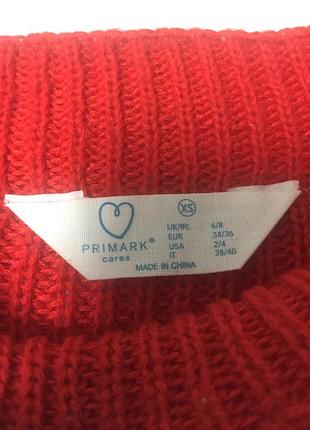 PRIMARK®
cares
XS
UK/IRL 6/8
EUR 34/36
USA 2/4
IT 38/40
MADE IN CHINA